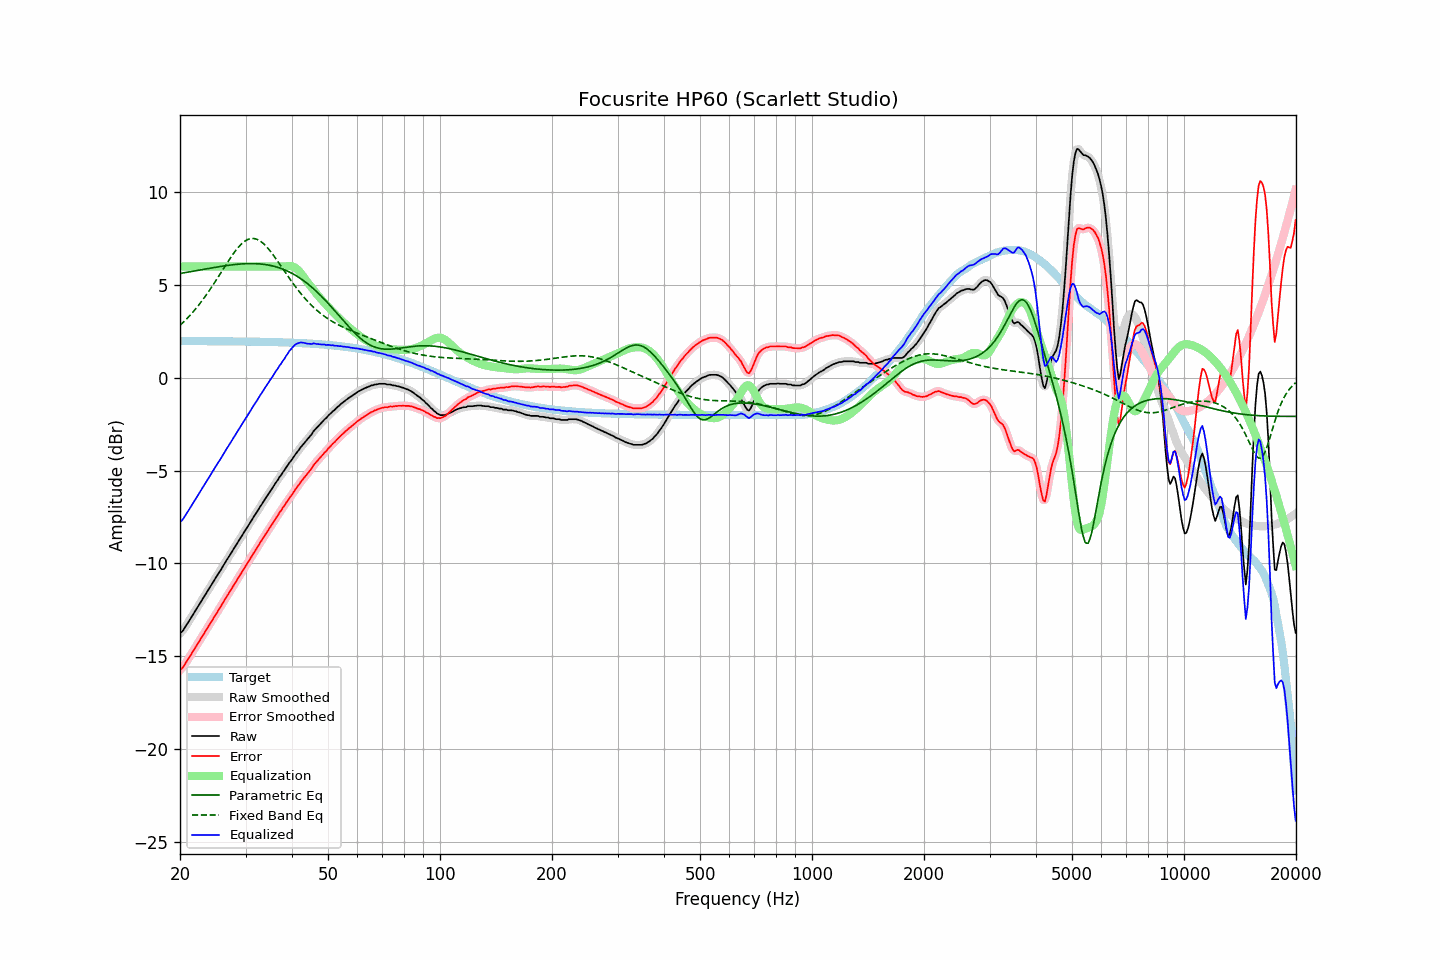 Focusrite HP60 (Scarlett Studio)
Amplitude (dBr)
10
5
0
−5
−10
−15
−20
−25
Target
Raw Smoothed
Error Smoothed
Raw
Error
Equalization
Parametric Eq
Fixed Band Eq
Equalized
20 50 100 200 500 1000 2000 5000 10000 20000
Frequency (Hz)